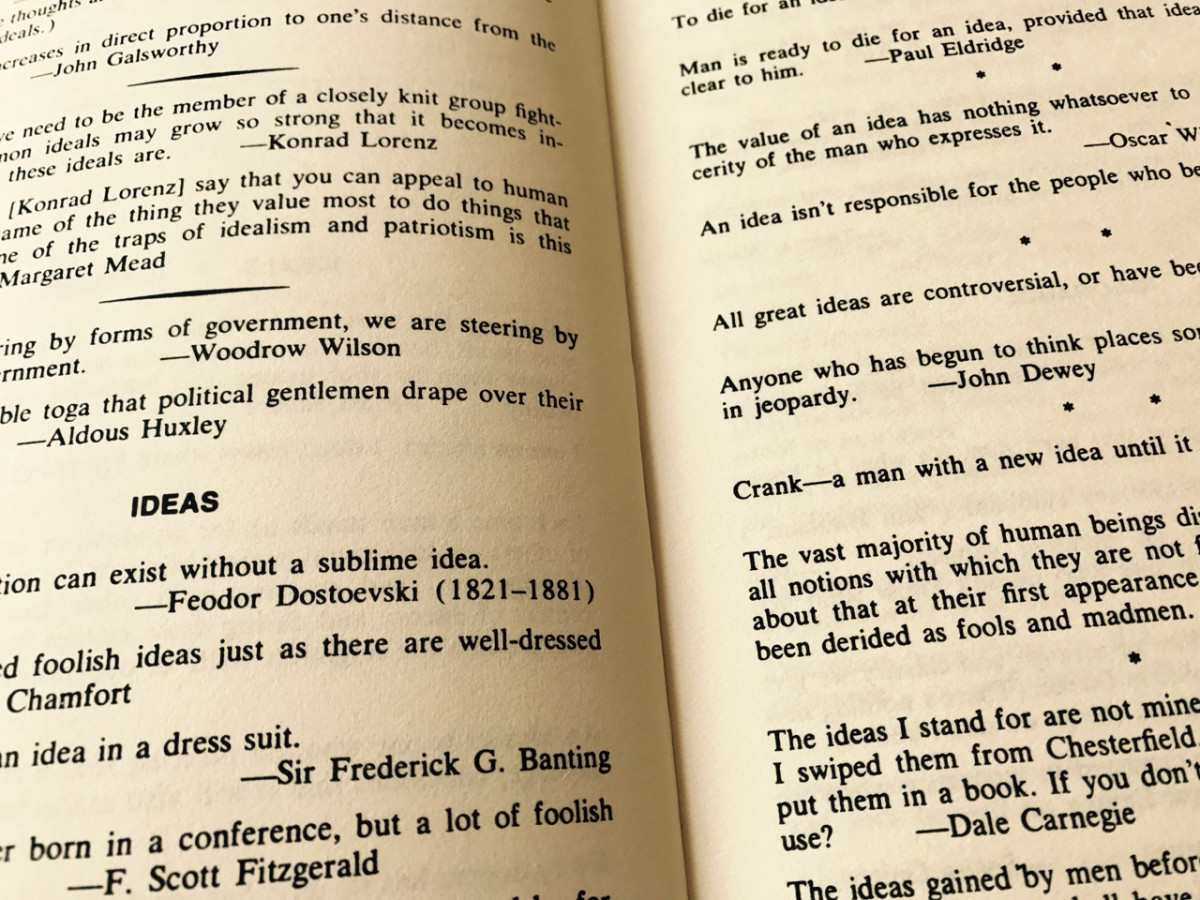 thoughts
deals.)
creases in direct proportion to one's distance from the
—John Galsworthy
need to be the member of a closely knit group fight-
mon ideals may grow so strong that it becomes in-
these ideals are. —Konrad Lorenz
[Konrad Lorenz] say that you can appeal to human
ame of the thing they value most to do things that
ne of the traps of idealism and patriotism is this
Margaret Mead
ring by forms of government, we are steering by
rnment. —Woodrow Wilson
ble toga that political gentlemen drape over their
—Aldous Huxley
IDEAS
tion can exist without a sublime idea.
—Feodor Dostoevski (1821–1881)
ed foolish ideas just as there are well-dressed
Chamfort
an idea in a dress suit.
—Sir Frederick G. Banting
er born in a conference, but a lot of foolish
—F. Scott Fitzgerald
To die for an
Man is ready to die for an idea, provided that idea
clear to him. —Paul Eldridge
* *
The value of an idea has nothing whatsoever to
cerity of the man who expresses it.
—Oscar W
An idea isn't responsible for the people who be
* *
All great ideas are controversial, or have bee
Anyone who has begun to think places so
in jeopardy. —John Dewey
* *
Crank—a man with a new idea until it
The vast majority of human beings dis
all notions with which they are not f
about that at their first appearance
been derided as fools and madmen.
*
The ideas I stand for are not mine
I swiped them from Chesterfield.
put them in a book. If you don't
use? —Dale Carnegie
The ideas gained by men befor